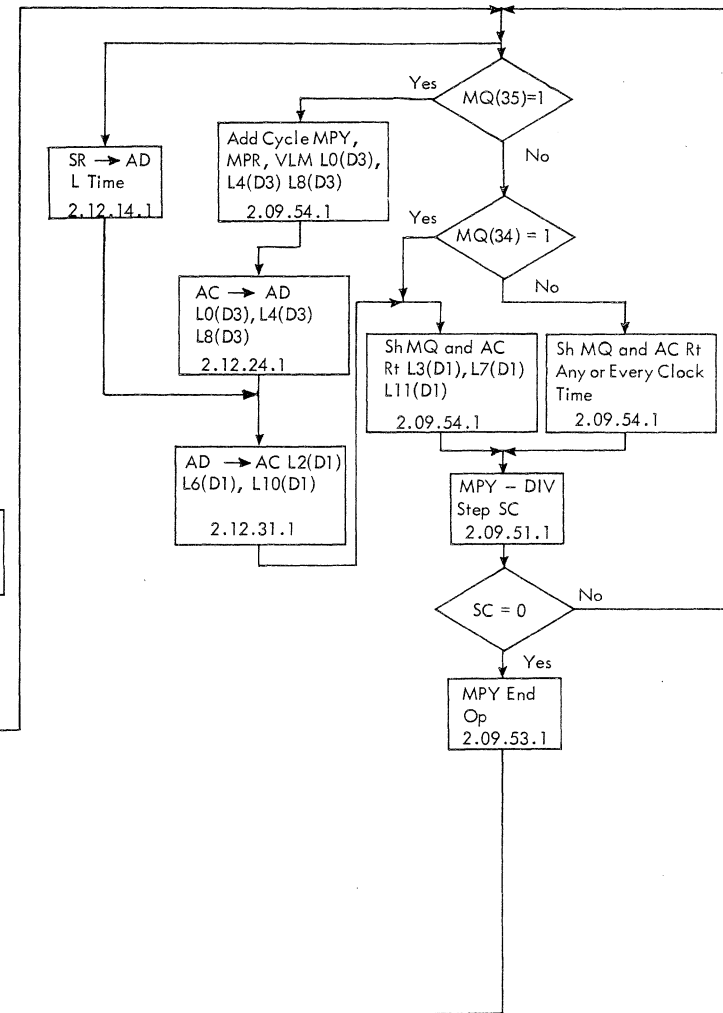 Yes
MQ(35)=1
No
SR → AD
L Time
2.12.14.1
Add Cycle MPY,
MPR, VLM L0(D3),
L4(D3) L8(D3)
2.09.54.1
Yes
MQ(34) = 1
No
AC → AD
L0(D3), L4(D3)
L8(D3)
2.12.24.1
Sh MQ and AC
Rt L3(D1), L7(D1)
L11(D1)
2.09.54.1
Sh MQ and AC Rt
Any or Every Clock
Time
2.09.54.1
AD → AC L2(D1)
L6(D1), L10(D1)
2.12.31.1
MPY – DIV
Step SC
2.09.51.1
SC = 0
No
Yes
MPY End
Op
2.09.53.1